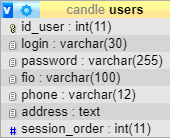 v candle users
id_user : int(11)
login : varchar(30)
password : varchar(255)
fio : varchar(100)
phone : varchar(12)
address : text
# session_order : int(11)